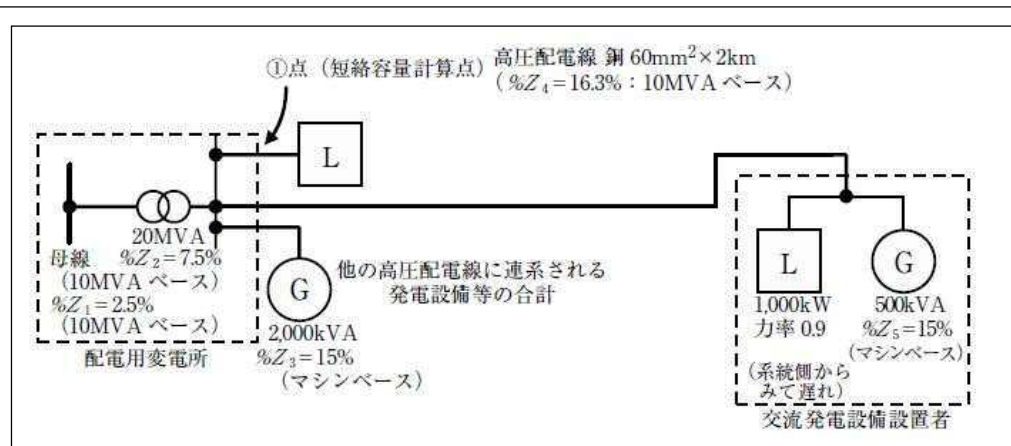 ①点（短絡容量計算点）
高圧配電線 銅 60mm²×2km
（%Z₄=16.3%：10MVA ベース）
L
20MVA
母線
%Z₂=7.5%
（10MVA ベース）
%Z₁=2.5%
（10MVA ベース）
配電用変電所
G
他の高圧配電線に連系される
発電設備等の合計
2,000kVA
%Z₃=15%
（マシンベース）
L
G
1,000kW
力率 0.9
（系統側から
みて遅れ）
500kVA
%Z₅=15%
（マシンベース）
交流発電設備設置者